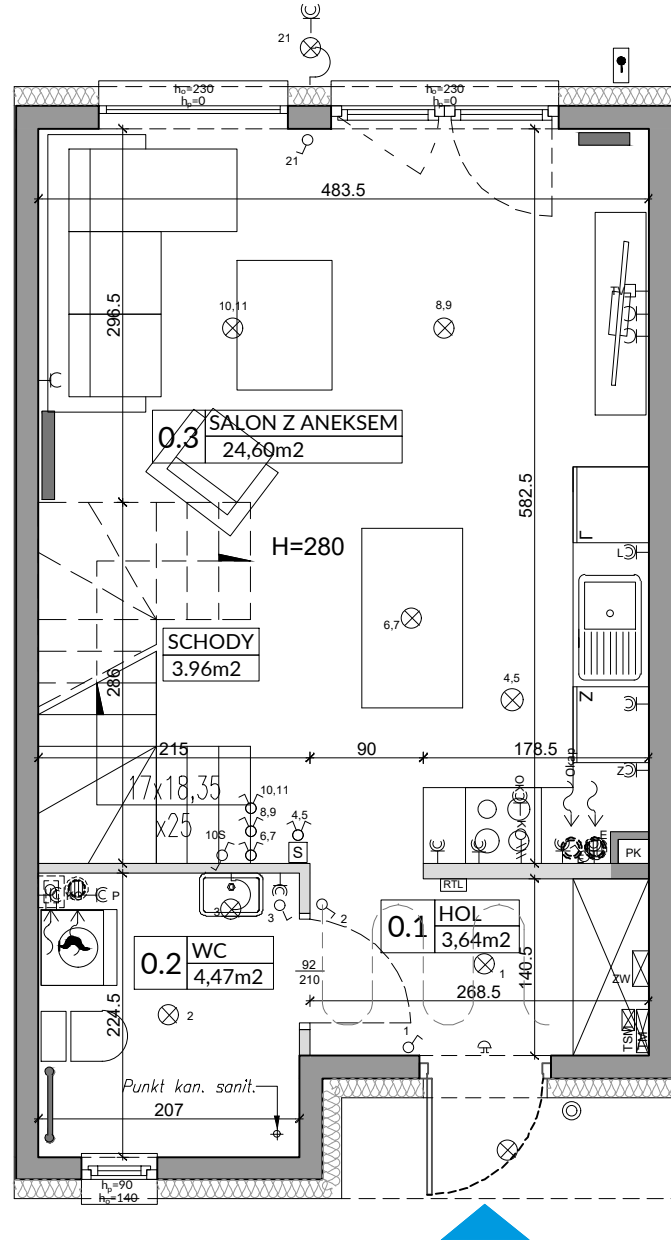 21
hₒ=230
hₚ=0
hₒ=230
hₚ=0
21
483.5
296.5
10,11
8,9
TV
0.3
SALON Z ANEKSEM
24,60m2
582.5
L
L
H=280
6,7
SCHODY
3.96m2
286
4,5
Z
215
90
178.5
Okap
Z
17x18,35
x25
10,11
8,9
6,7
4,5
10S
S
PK
RTL
P
3
3
2
0.1
HOL
3,64m2
0.2
WC
4,47m2
92
210
140.5
1
ZW
268.5
224.5
2
1
TSM
Punkt kan. sanit.
207
hₚ=90
hₒ=140